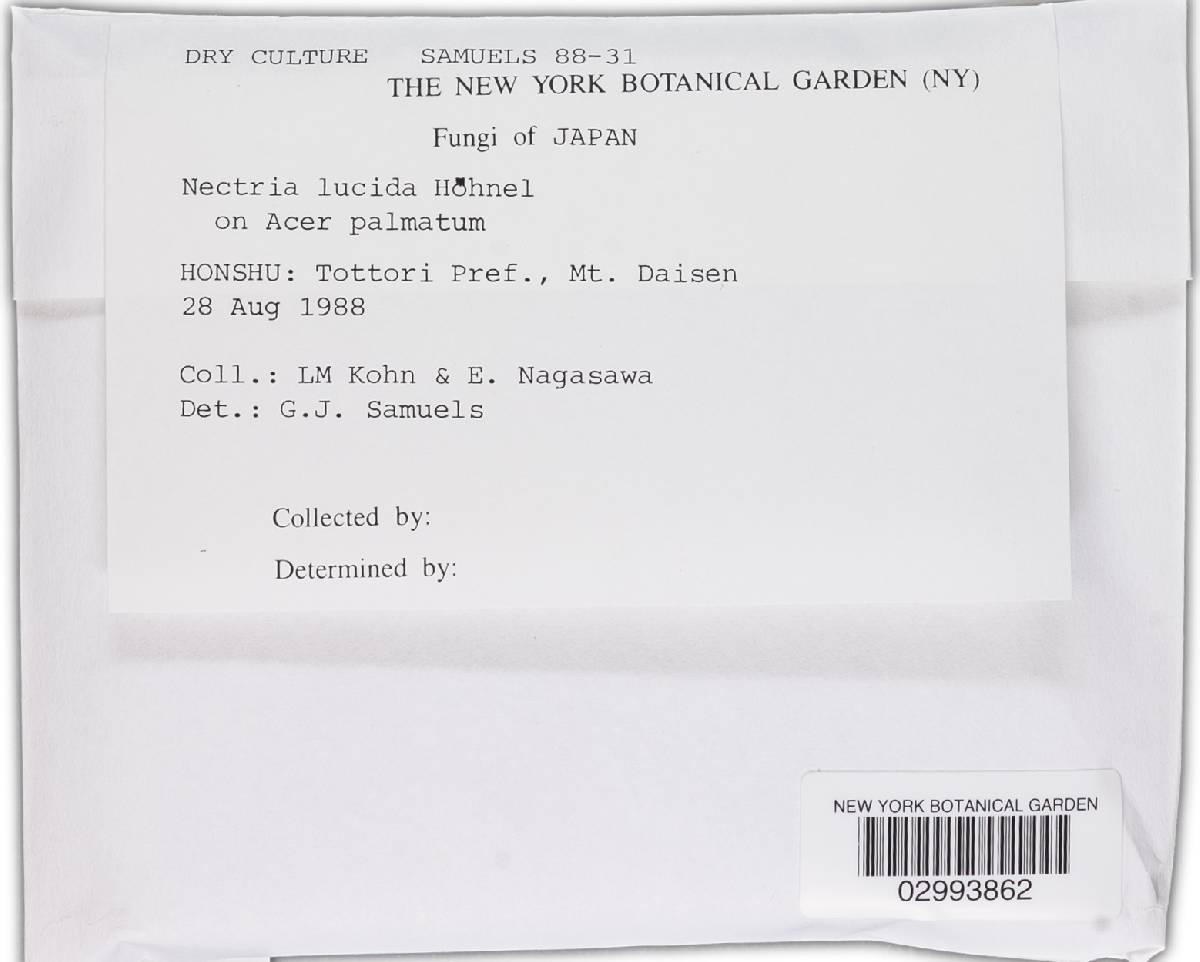 DRY CULTURE SAMUELS 88-31
THE NEW YORK BOTANICAL GARDEN (NY)
Fungi of JAPAN
Nectria lucida Höhnel
on Acer palmatum
HONSHU: Tottori Pref., Mt. Daisen
28 Aug 1988
Coll.: LM Kohn & E. Nagasawa
Det.: G.J. Samuels
Collected by:
Determined by:
NEW YORK BOTANICAL GARDEN
02993862